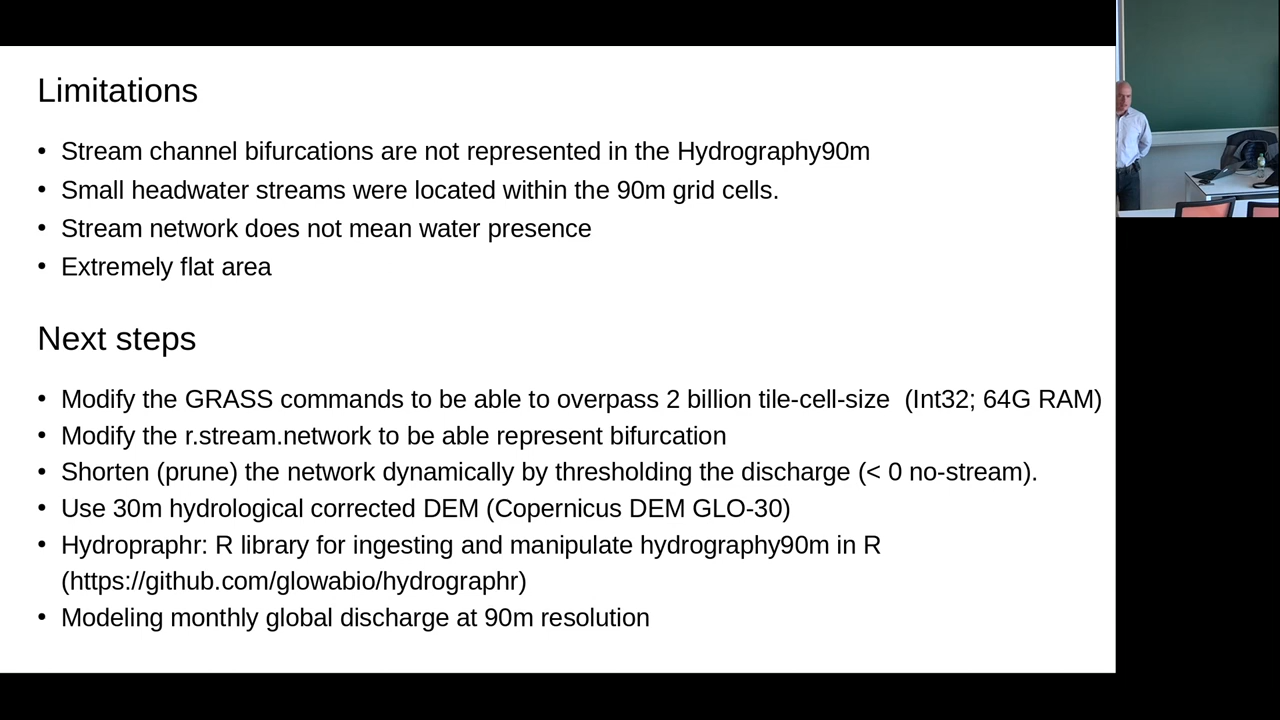 Limitations
• Stream channel bifurcations are not represented in the Hydrography90m
• Small headwater streams were located within the 90m grid cells.
• Stream network does not mean water presence
• Extremely flat area
Next steps
• Modify the GRASS commands to be able to overpass 2 billion tile-cell-size  (Int32; 64G RAM)
• Modify the r.stream.network to be able represent bifurcation
• Shorten (prune) the network dynamically by thresholding the discharge (< 0 no-stream).
• Use 30m hydrological corrected DEM (Copernicus DEM GLO-30)
• Hydropraphr: R library for ingesting and manipulate hydrography90m in R
(https://github.com/glowabio/hydrographr)
• Modeling monthly global discharge at 90m resolution